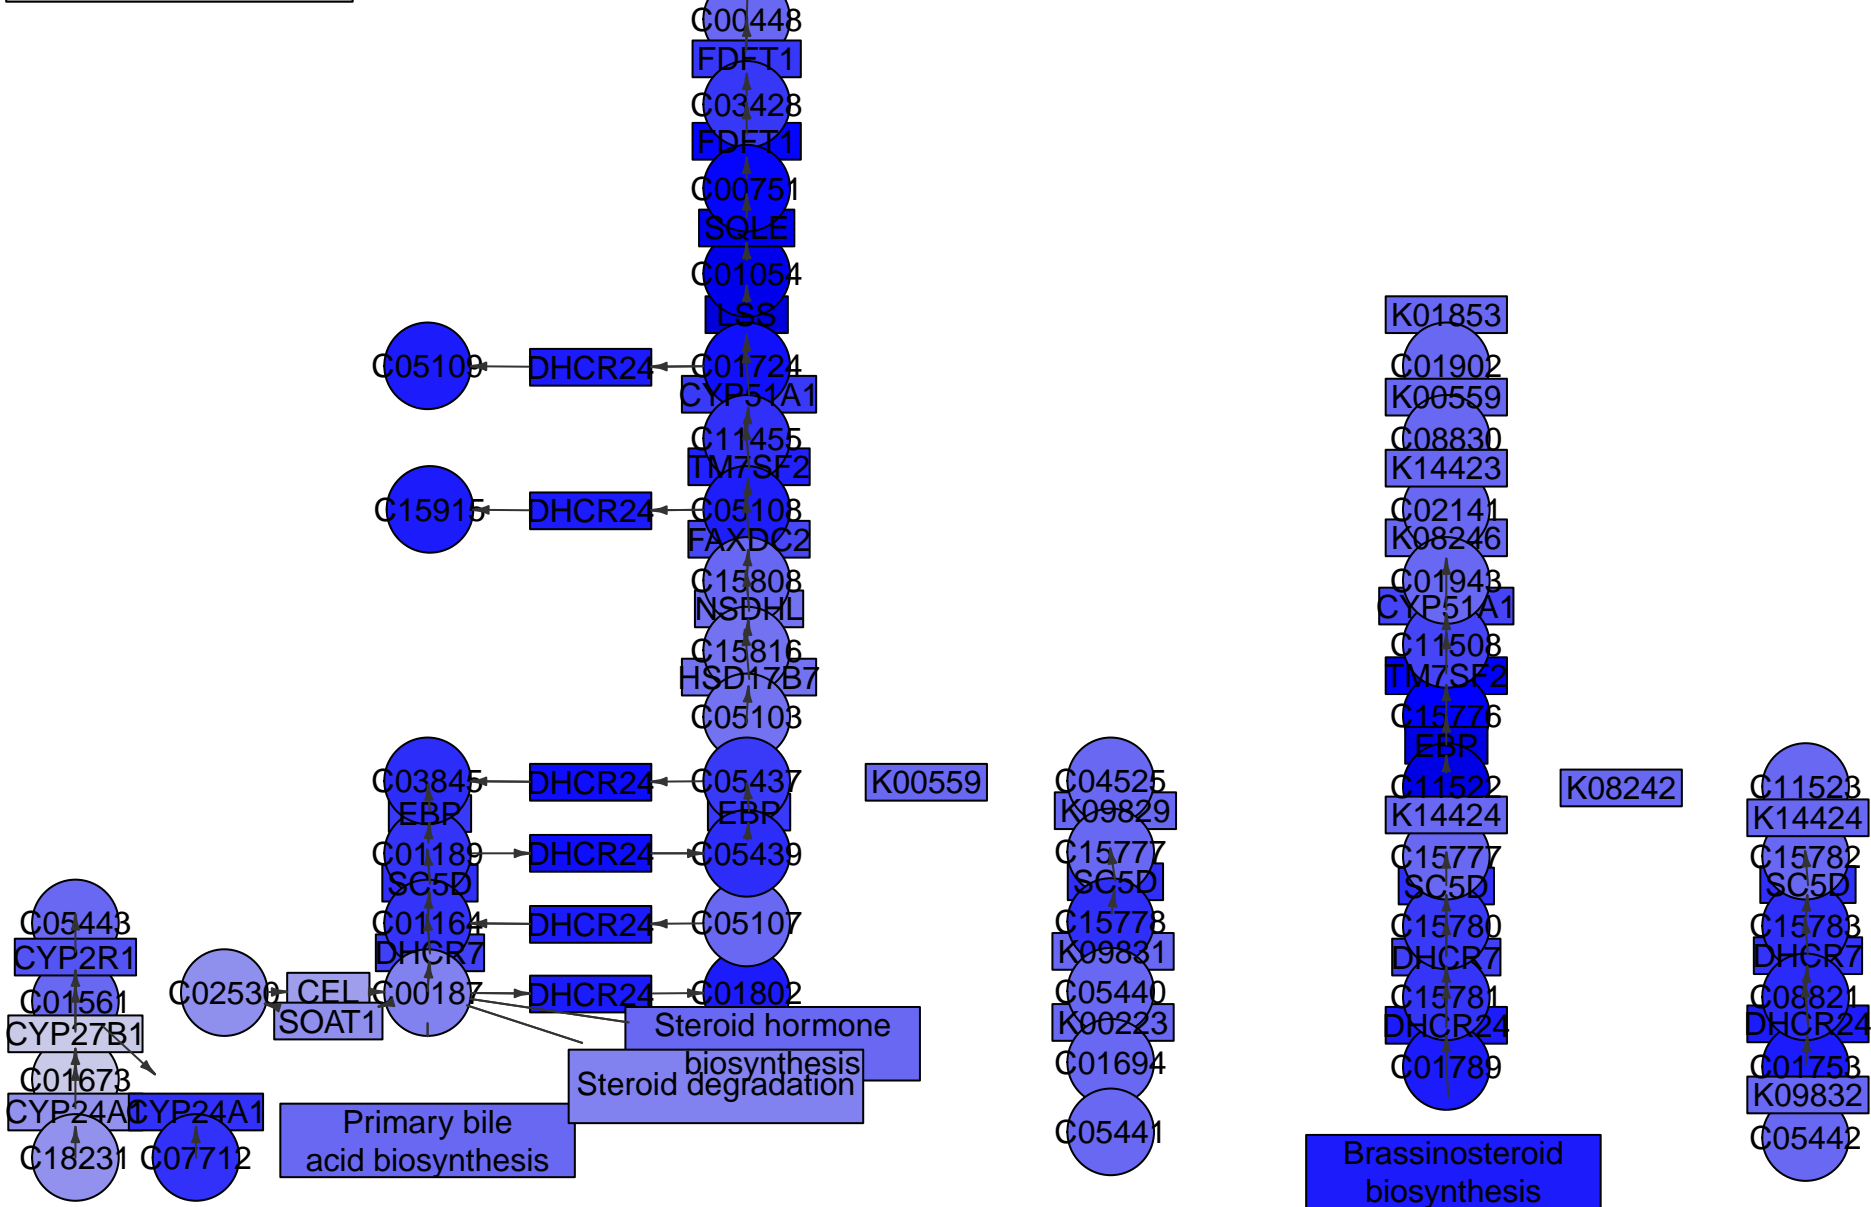 C00448
FDFT1
C03428
FDFT1
C00751
SQLE
C01054
LSS
C05109
DHCR24
C01724
CYP51A1
C11455
TM7SF2
C15915
DHCR24
C05108
FAXDC2
C15808
NSDHL
C15816
HSD17B7
C05103
C03845
DHCR24
C05437
EBP
EBP
C01189
DHCR24
C05439
SC5D
C01164
DHCR24
C05107
DHCR7
C02530
CEL
C00187
DHCR24
C01802
SOAT1
C05443
CYP2R1
C01561
CYP27B1
C01673
CYP24A1
CYP24A1
C18231
C07712
Steroid hormone
biosynthesis
Steroid degradation
Primary bile
acid biosynthesis
K00559
C04525
K09829
C15777
SC5D
C15778
K09831
C05440
K00223
C01694
C05441
K01853
C01902
K00559
C08830
K14423
C02141
K08246
C01943
CYP51A1
C11508
TM7SF2
C15776
EBP
C11522
K14424
C15777
SC5D
C15780
DHCR7
C15781
DHCR24
C01789
Brassinosteroid
biosynthesis
K08242
C11523
K14424
C15782
SC5D
C15783
DHCR7
C08821
DHCR24
C01753
K09832
C05442